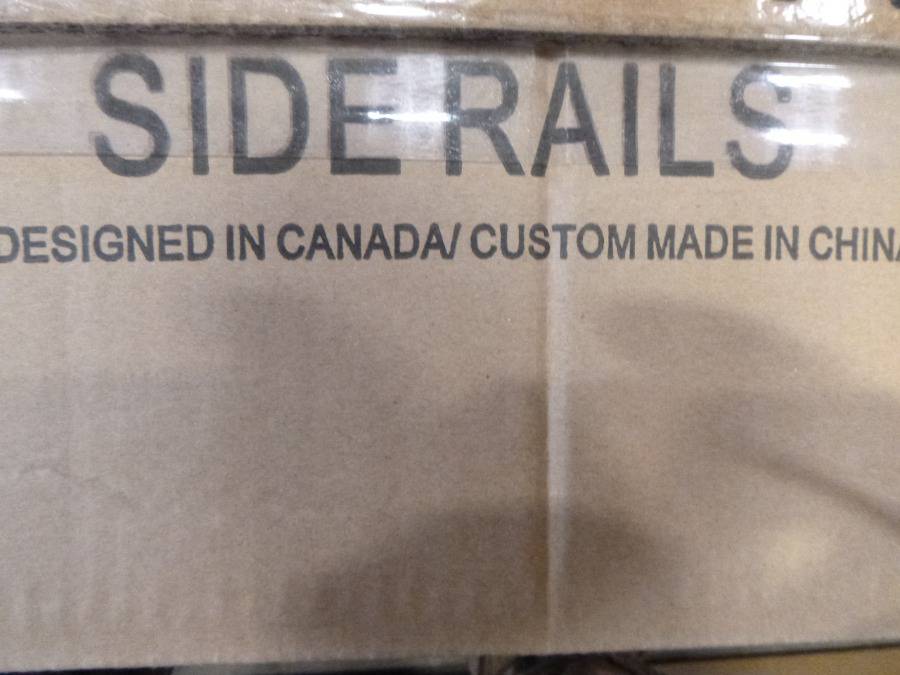 SIDE RAILS
DESIGNED IN CANADA/ CUSTOM MADE IN CHINA